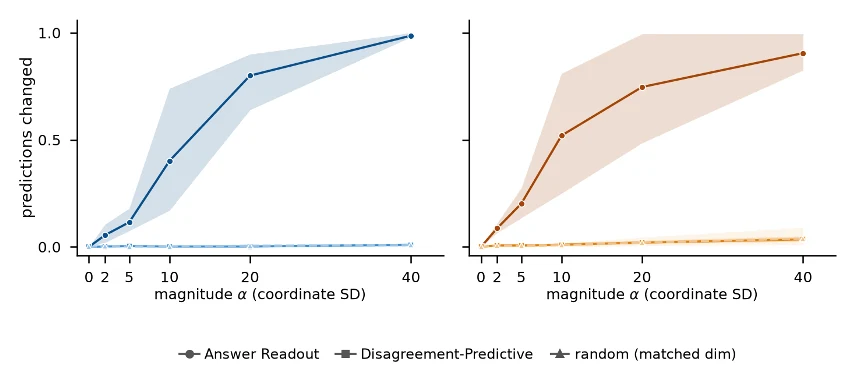 predictions changed
1.0
0.5
0.0
0 2 5 10 20 40
magnitude α (coordinate SD)
0 2 5 10 20 40
magnitude α (coordinate SD)
Answer Readout Disagreement-Predictive random (matched dim)